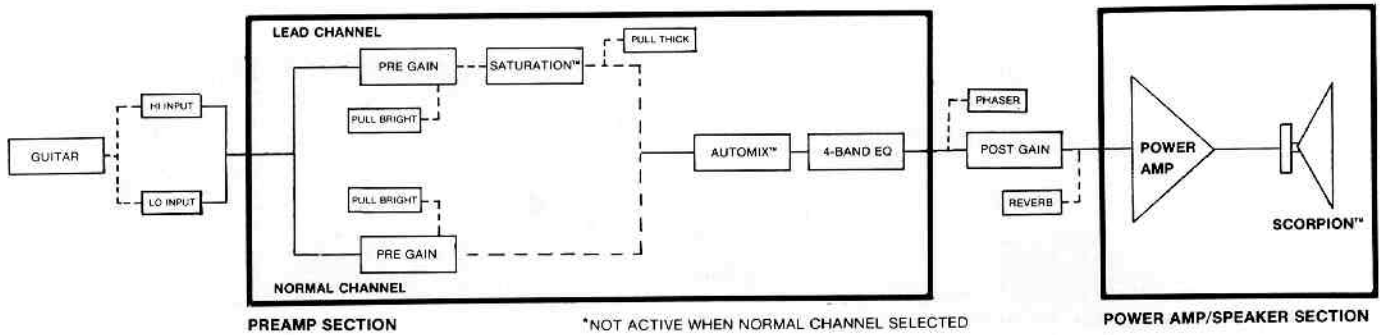 LEAD CHANNEL
PULL THICK
PRE GAIN
SATURATION™
HI INPUT
PULL BRIGHT
PHASER
GUITAR
AUTOMIX™
4-BAND EQ
POST GAIN
POWER
AMP
LO INPUT
PULL BRIGHT
REVERB
SCORPION™
PRE GAIN
NORMAL CHANNEL
PREAMP SECTION
*NOT ACTIVE WHEN NORMAL CHANNEL SELECTED
POWER AMP/SPEAKER SECTION